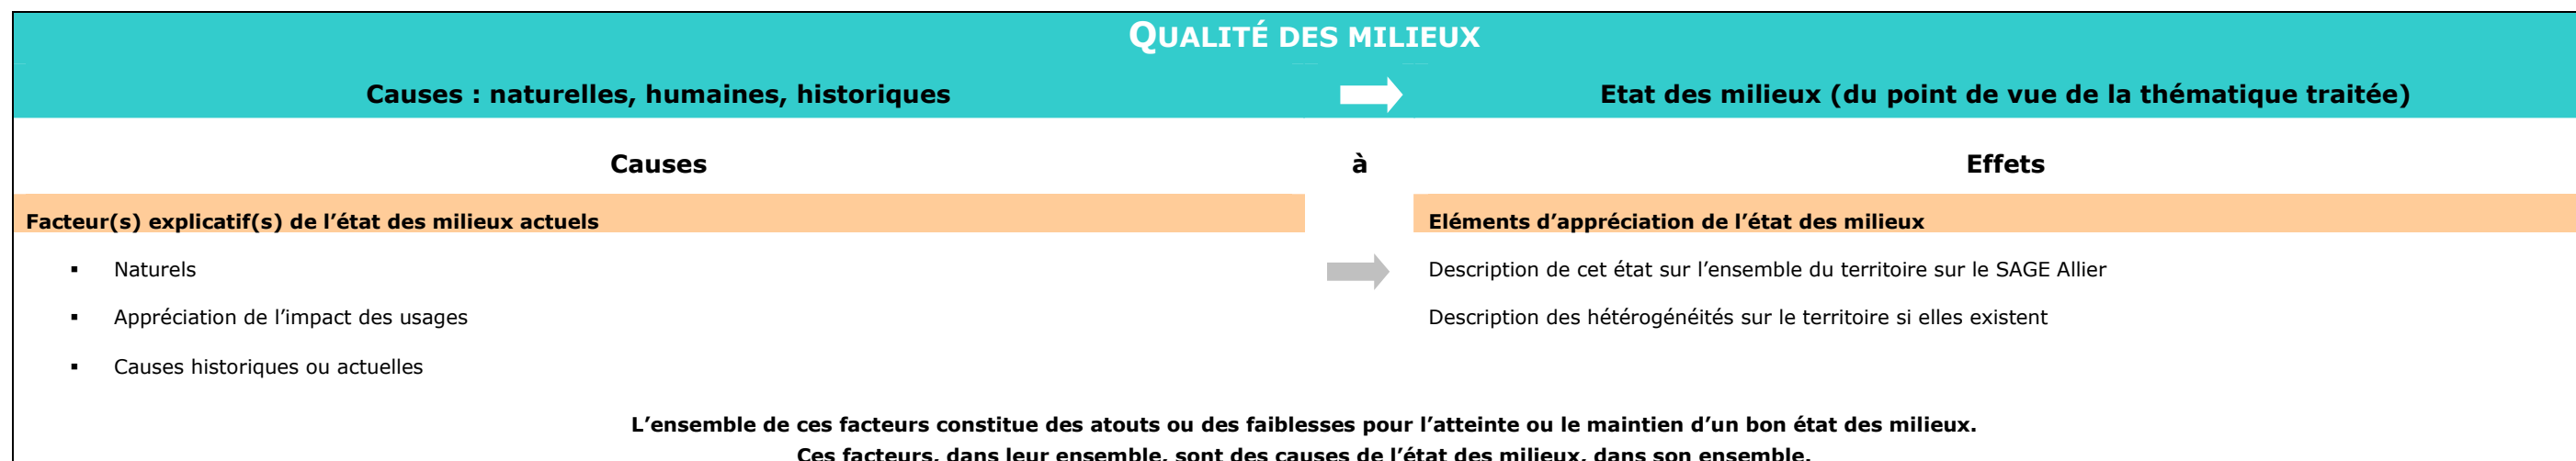 QUALITÉ DES MILIEUX
Causes : naturelles, humaines, historiques
Etat des milieux (du point de vue de la thématique traitée)
Causes à Effets
Facteur(s) explicatif(s) de l’état des milieux actuels
Eléments d’appréciation de l’état des milieux
▪ Naturels
Description de cet état sur l’ensemble du territoire sur le SAGE Allier
▪ Appréciation de l’impact des usages
Description des hétérogénéités sur le territoire si elles existent
▪ Causes historiques ou actuelles
L’ensemble de ces facteurs constitue des atouts ou des faiblesses pour l’atteinte ou le maintien d’un bon état des milieux.
Ces facteurs, dans leur ensemble, sont des causes de l’état des milieux, dans son ensemble.